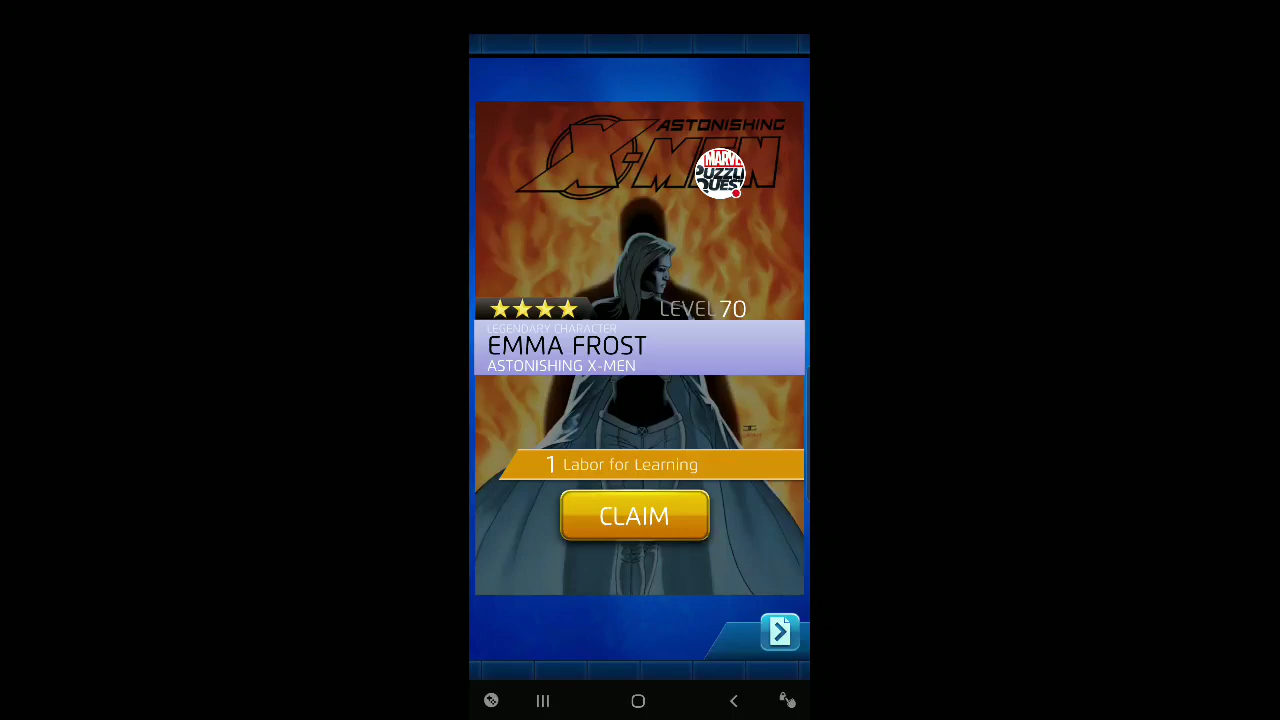 ASTONISHING
X-MEN
MARVEL
PUZZLE
QUEST
LEVEL 70
LEGENDARY CHARACTER
EMMA FROST
ASTONISHING X-MEN
1 Labor for Learning
CLAIM